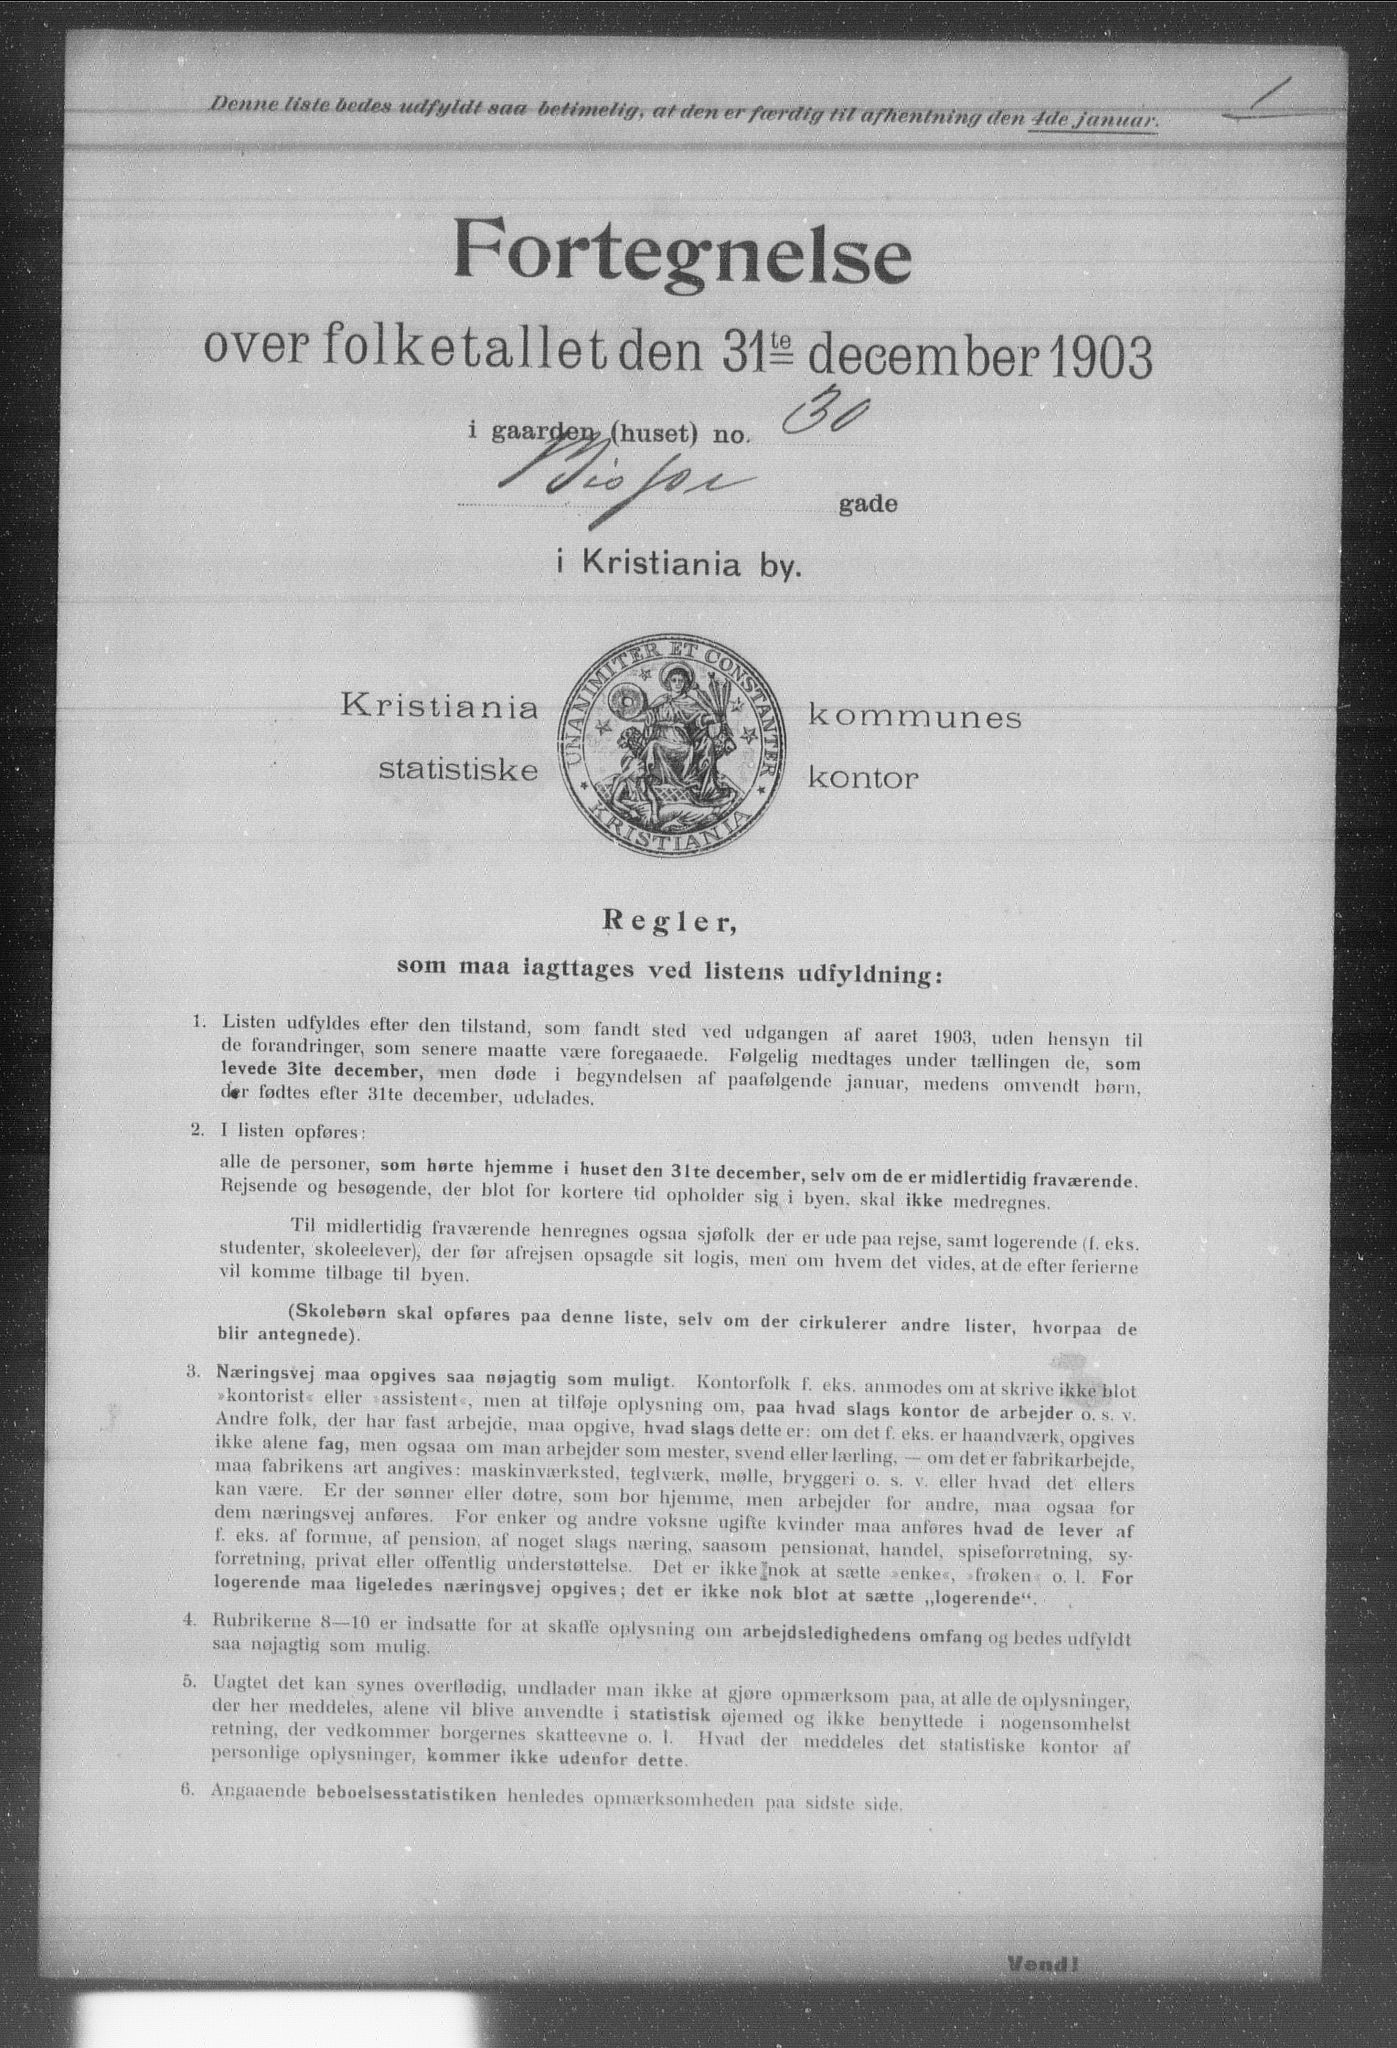 Denne liste bedes udfyldt saa betimelig, at den er færdig til afhentning den 4de januar.
1
Fortegnelse
over folketallet den 31te december 1903
i gaarden (huset) no. 30
gade
i Kristiania by.
Kristiania kommunes
statistiske kontor
UNANIMITER ET CONSTANTER
KRISTIANIA
Regler,
som maa iagttages ved listens udfyldning:
1. Listen udfyldes efter den tilstand, som fandt sted ved udgangen af aaret 1903, uden hensyn til
de forandringer, som senere maatte være foregaaede. Følgelig medtages under tællingen de, som
levede 31te december, men døde i begyndelsen af paafølgende januar, medens omvendt børn,
der fødtes efter 31te december, udelades.
2. I listen opføres:
alle de personer, som hørte hjemme i huset den 31te december, selv om de er midlertidig fraværende.
Rejsende og besøgende, der blot for kortere tid opholder sig i byen, skal ikke medregnes.
Til midlertidig fraværende henregnes ogsaa sjøfolk der er ude paa rejse, samt logerende (f. eks.
studenter, skoleelever), der før afrejsen opsagde sit logis, men om hvem det vides, at de efter ferierne
vil komme tilbage til byen.
(Skolebørn skal opføres paa denne liste, selv om der cirkulerer andre lister, hvorpaa de
blir antegnede).
3. Næringsvej maa opgives saa nøjagtig som muligt. Kontorfolk f. eks. anmodes om at skrive ikke blot
»kontorist« eller »assistent«, men at tilføje oplysning om, paa hvad slags kontor de arbejder o. s. v.
Andre folk, der har fast arbejde, maa opgive, hvad slags dette er: om det f. eks. er haandværk, opgives
ikke alene fag, men ogsaa om man arbejder som mester, svend eller lærling, — om det er fabrikarbejde,
maa fabrikens art angives: maskinværksted, teglværk, mølle, bryggeri o. s. v. eller hvad det ellers
kan være. Er der sønner eller døtre, som bor hjemme, men arbejder for andre, maa ogsaa for
dem næringsvej anføres. For enker og andre voksne ugifte kvinder maa anføres hvad de lever af
f. eks. af formue, af pension, af noget slags næring, saasom pensionat, handel, spiseforretning, sy-
forretning, privat eller offentlig understøttelse. Det er ikke nok at sætte »enke«, »frøken« o. l. For
logerende maa ligeledes næringsvej opgives; det er ikke nok blot at sætte „logerende“.
4. Rubrikerne 8—10 er indsatte for at skaffe oplysning om arbejdsledighedens omfang og bedes udfyldt
saa nøjagtig som mulig.
5. Uagtet det kan synes overflødig, undlader man ikke at gjøre opmærksom paa, at alle de oplysninger,
der her meddeles, alene vil blive anvendte i statistisk øjemed og ikke benyttede i nogensomhelst
retning, der vedkommer borgernes skatteevne o. l. Hvad der meddeles det statistiske kontor af
personlige oplysninger, kommer ikke udenfor dette.
6. Angaaende beboelsesstatistiken henledes opmærksomheden paa sidste side.
Vend!